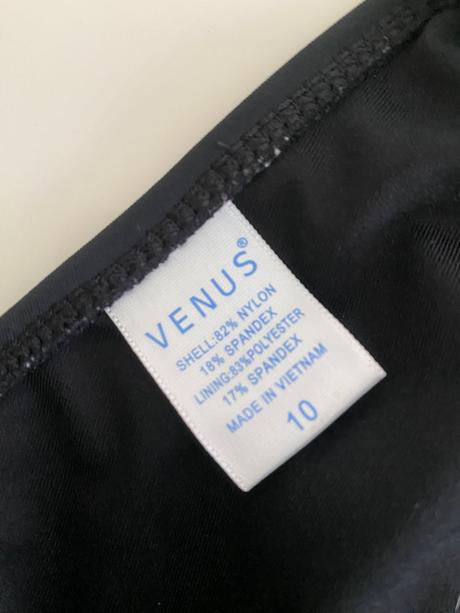 VENUS®
SHELL:82% NYLON
18% SPANDEX
LINING:83%POLYESTER
17% SPANDEX
MADE IN VIETNAM
10